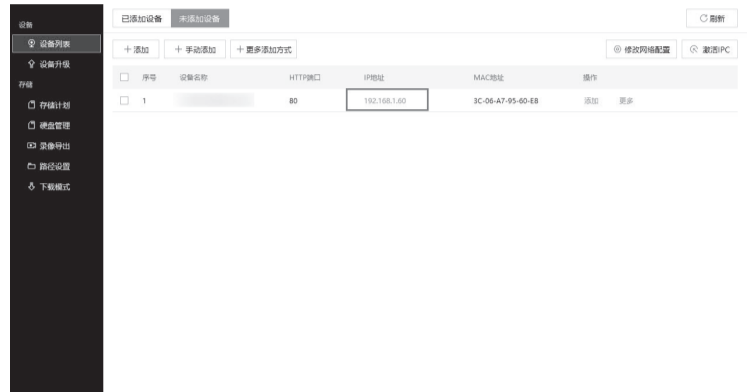 设备
设备列表
设备升级
存储
存储计划
硬盘管理
录像导出
路径设置
下载模式
已添加设备 未添加设备 刷新
+ 添加 + 手动添加 + 更多添加方式 修改网络配置 激活IPC
序号 设备名称 HTTP端口 IP地址 MAC地址 操作
1 80 192.168.1.60 3C-06-A7-95-60-EB 添加 更多